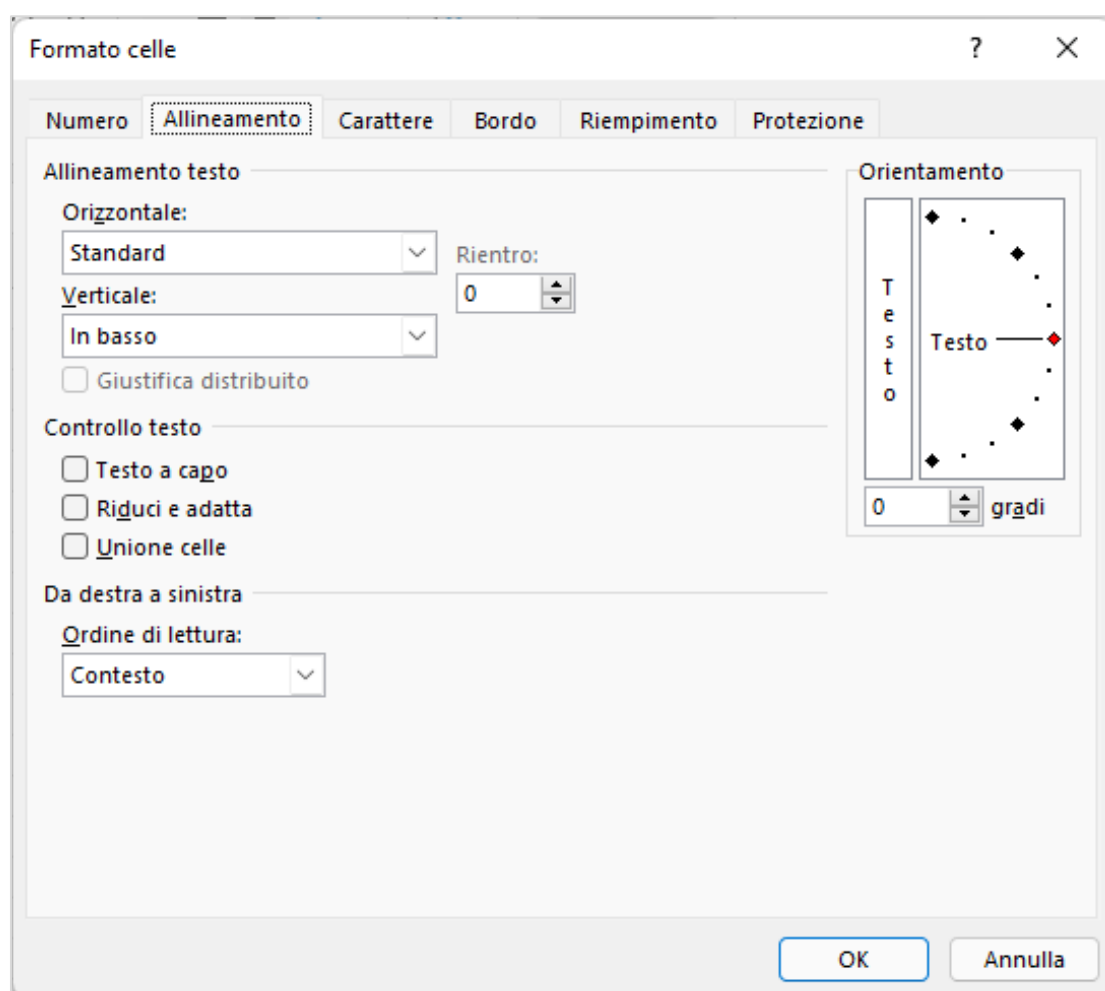 Formato celle ?
Numero Allineamento Carattere Bordo Riempimento Protezione
Allineamento testo
Orizzontale:
Standard
Rientro:
0
Verticale:
In basso
Giustifica distribuito
Controllo testo
Testo a capo
Riduci e adatta
Unione celle
Da destra a sinistra
Ordine di lettura:
Contesto
Orientamento
T
e
s
t
o
Testo
0 gradi
OK Annulla